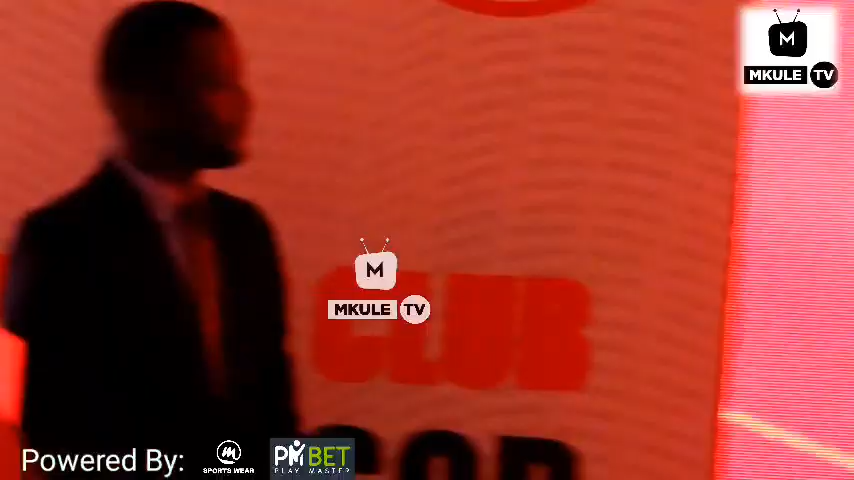 M
MKULE TV
M
MKULE TV
CLUB
Powered By:
SPORTS WEAR
PMBET
PLAY MASTER